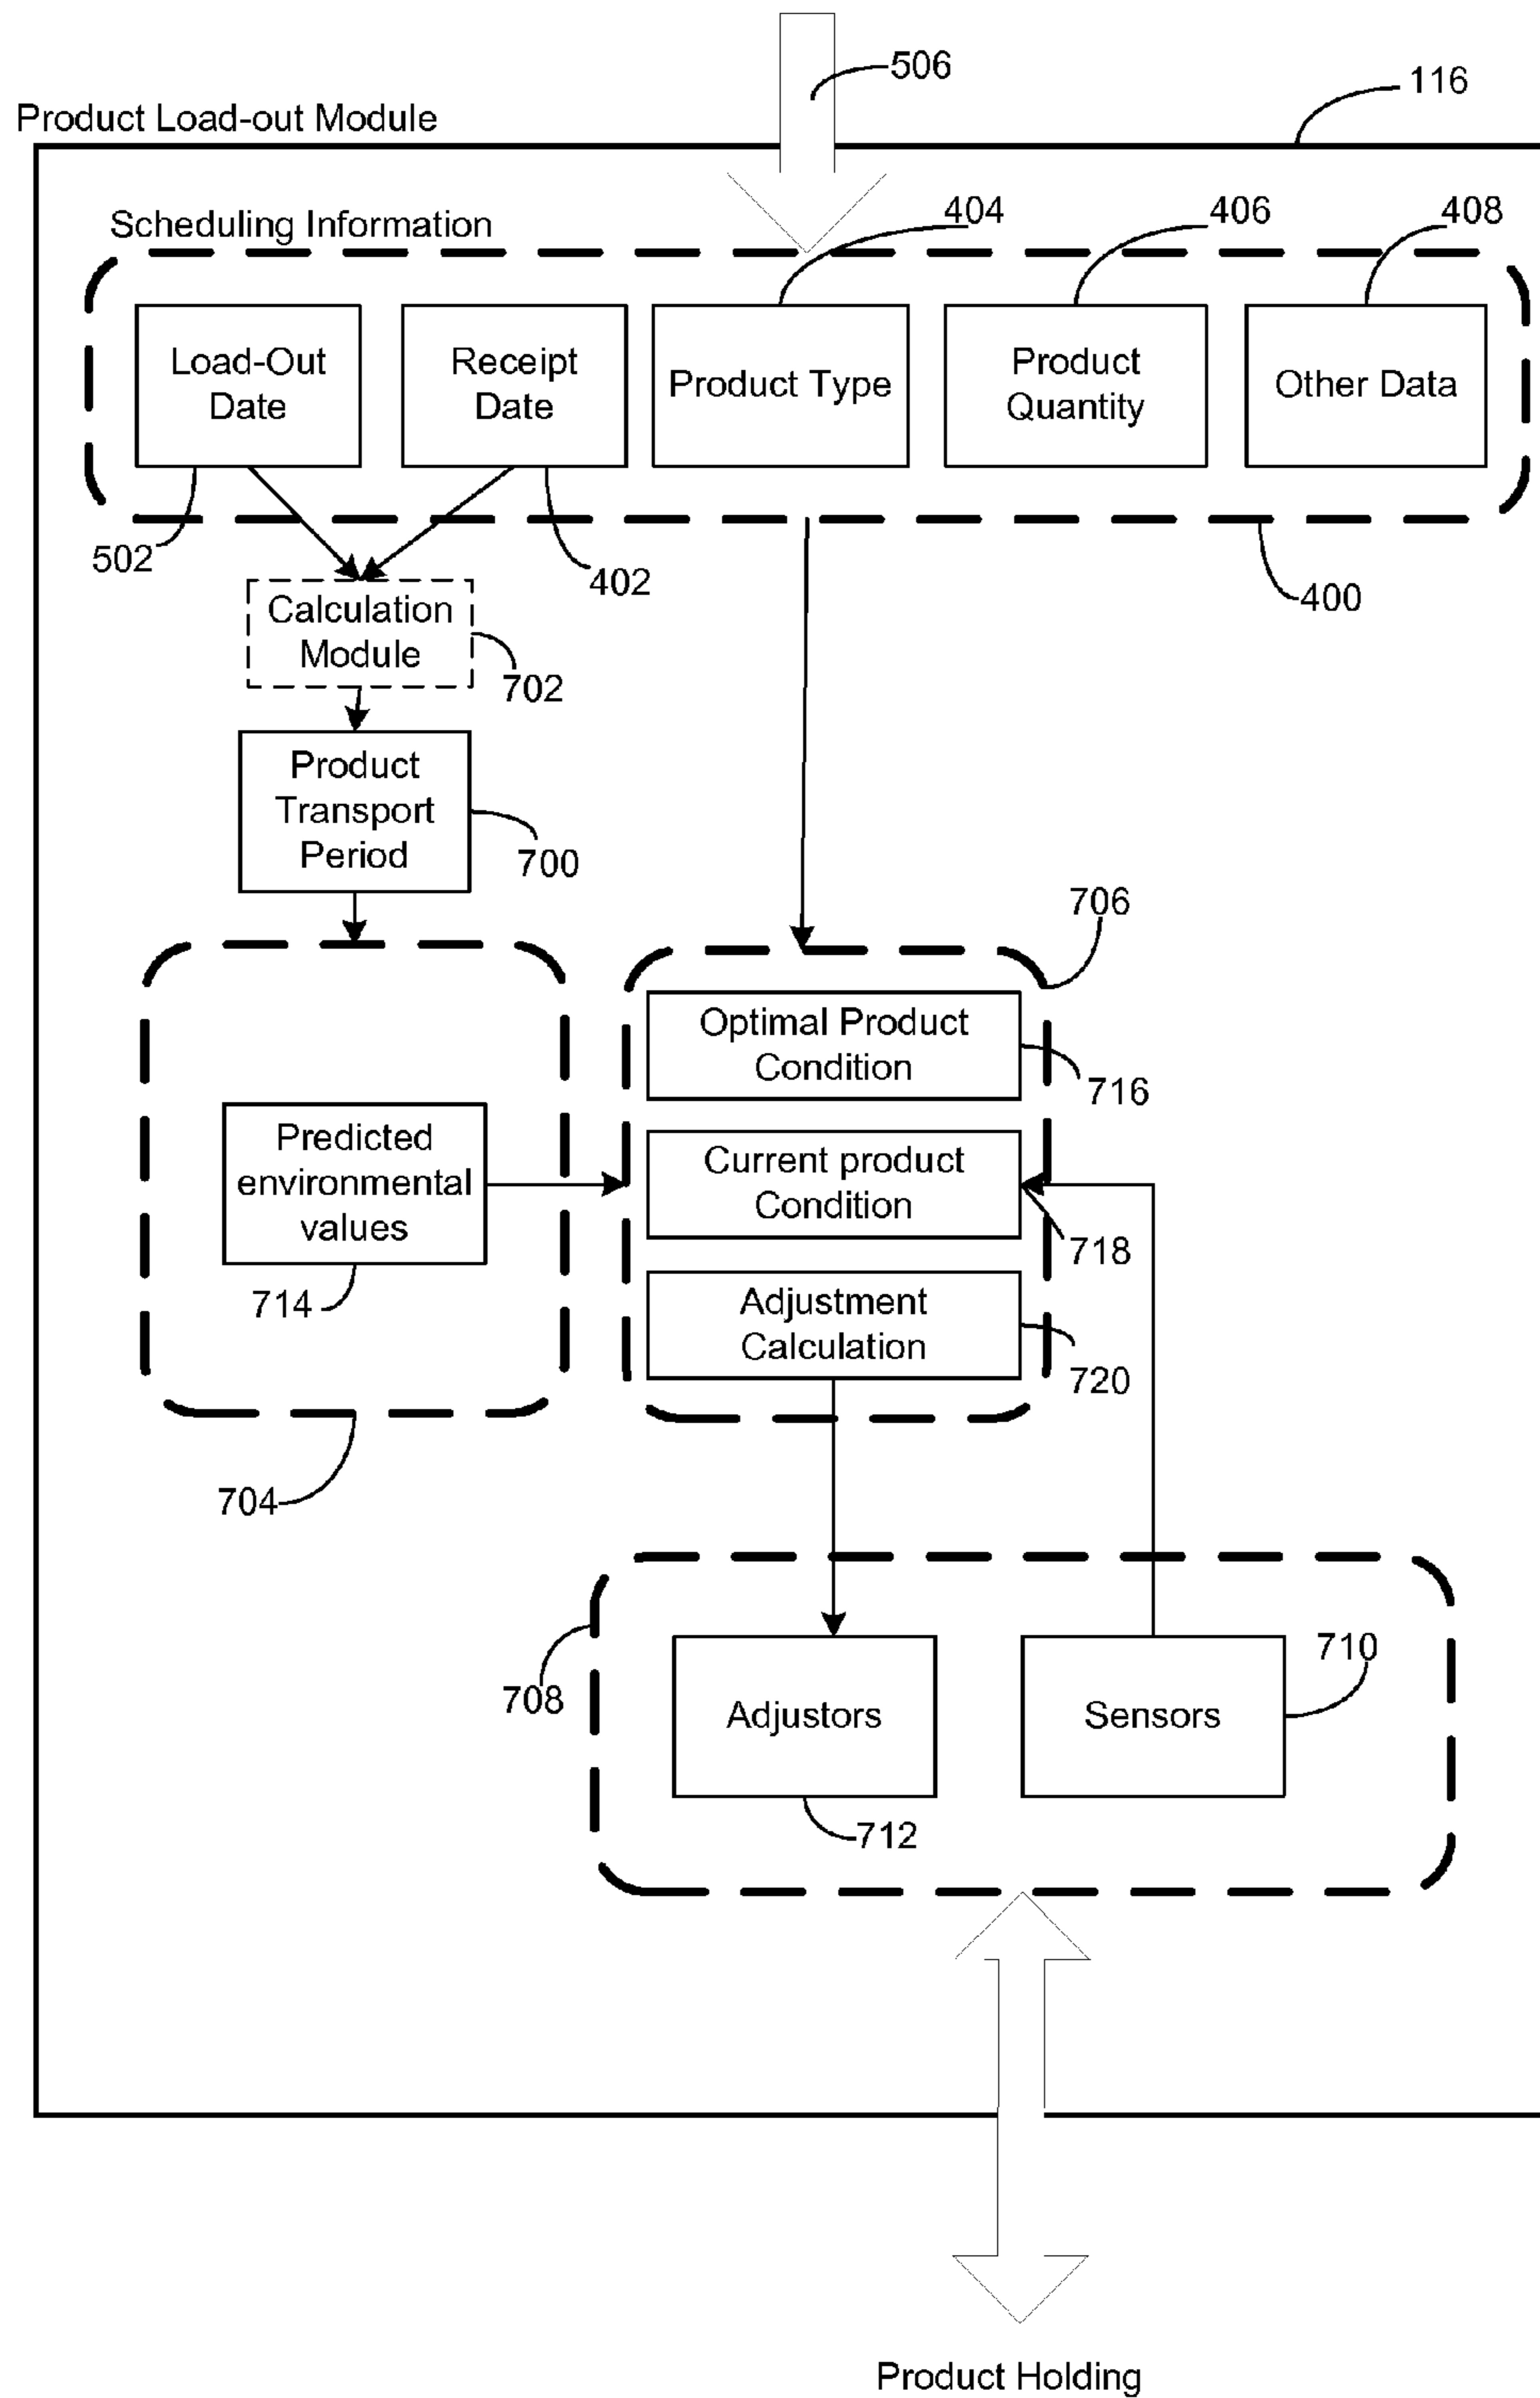 506
116
Product Load-out Module
Scheduling Information
404
406
408
Load-Out
Date
Receipt
Date
Product Type
Product
Quantity
Other Data
502
402
400
Calculation
Module
702
Product
Transport
Period
700
706
Optimal Product
Condition
716
Predicted
environmental
values
714
Current product
Condition
718
Adjustment
Calculation
720
704
708
Adjustors
712
Sensors
710
Product Holding